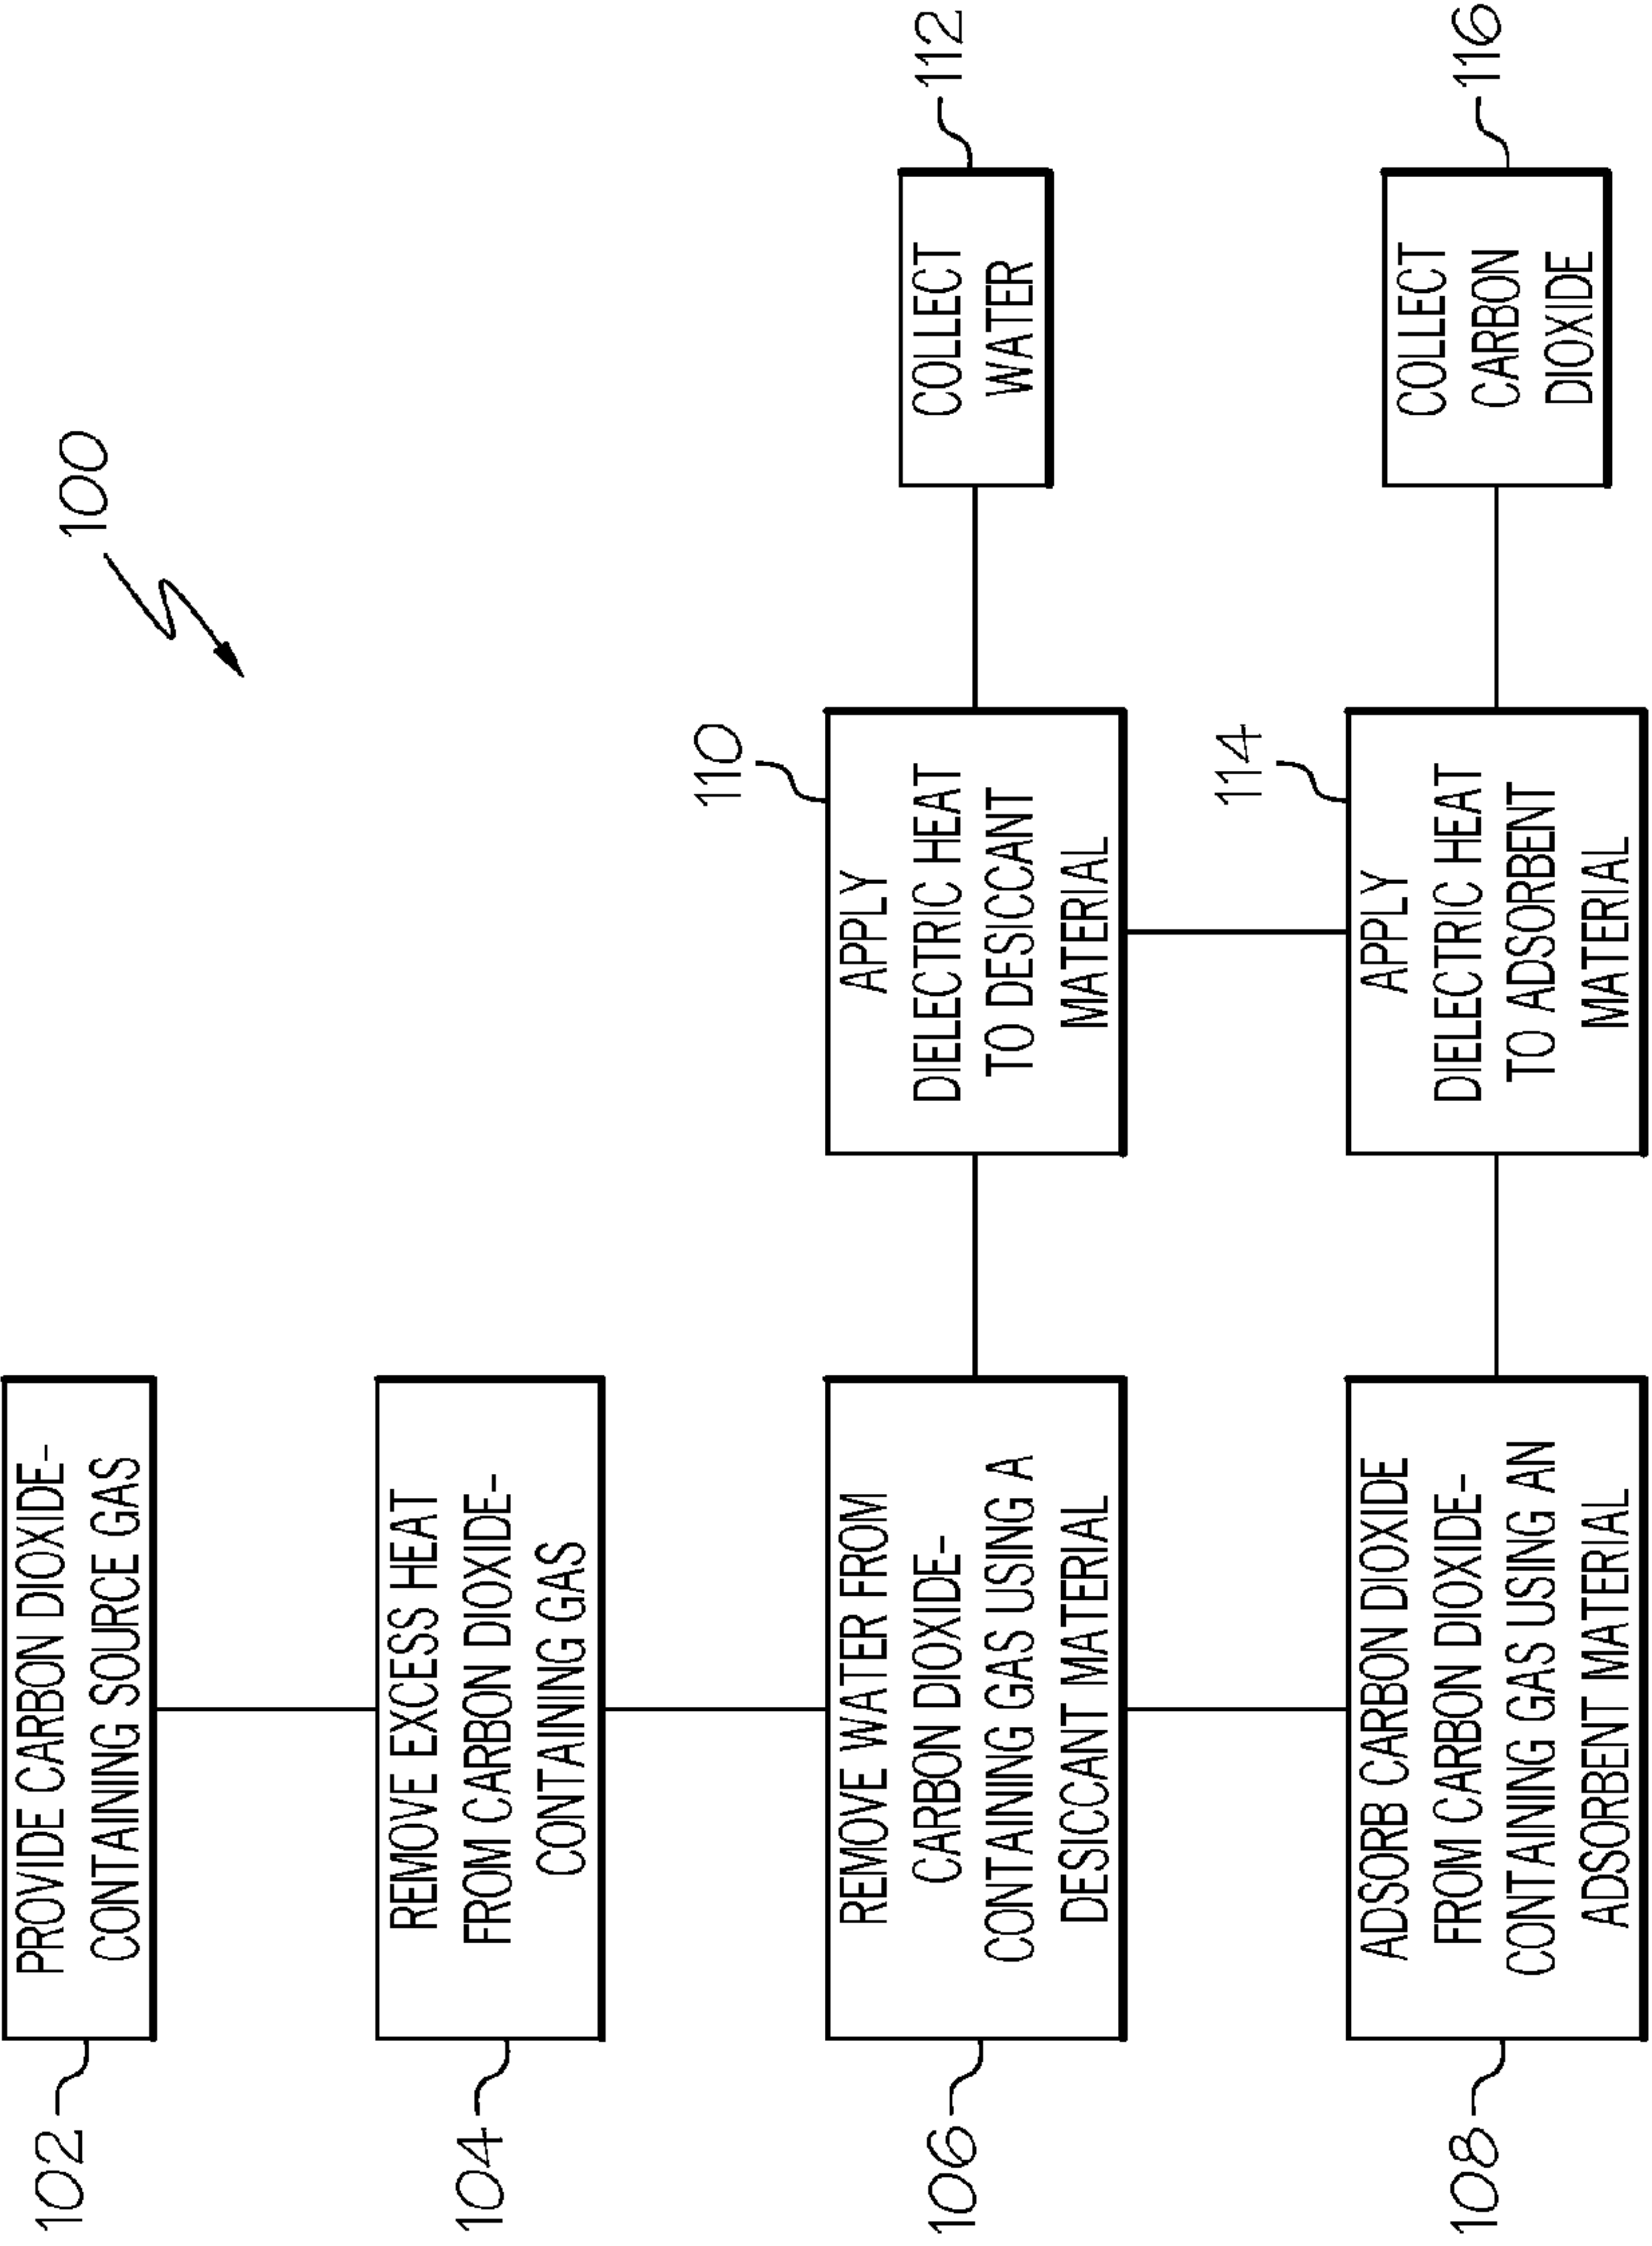 100
102
PROVIDE CARBON DIOXIDE-
CONTAINING SOURCE GAS
104
REMOVE EXCESS HEAT
FROM CARBON DIOXIDE-
CONTAINING GAS
106
REMOVE WATER FROM
CARBON DIOXIDE-
CONTAINING GAS USING A
DESICCANT MATERIAL
110
APPLY
DIELECTRIC HEAT
TO DESICCANT
MATERIAL
112
COLLECT
WATER
108
ADSORB CARBON DIOXIDE
FROM CARBON DIOXIDE-
CONTAINING GAS USING AN
ADSORBENT MATERIAL
114
APPLY
DIELECTRIC HEAT
TO ADSORBENT
MATERIAL
116
COLLECT
CARBON
DIOXIDE